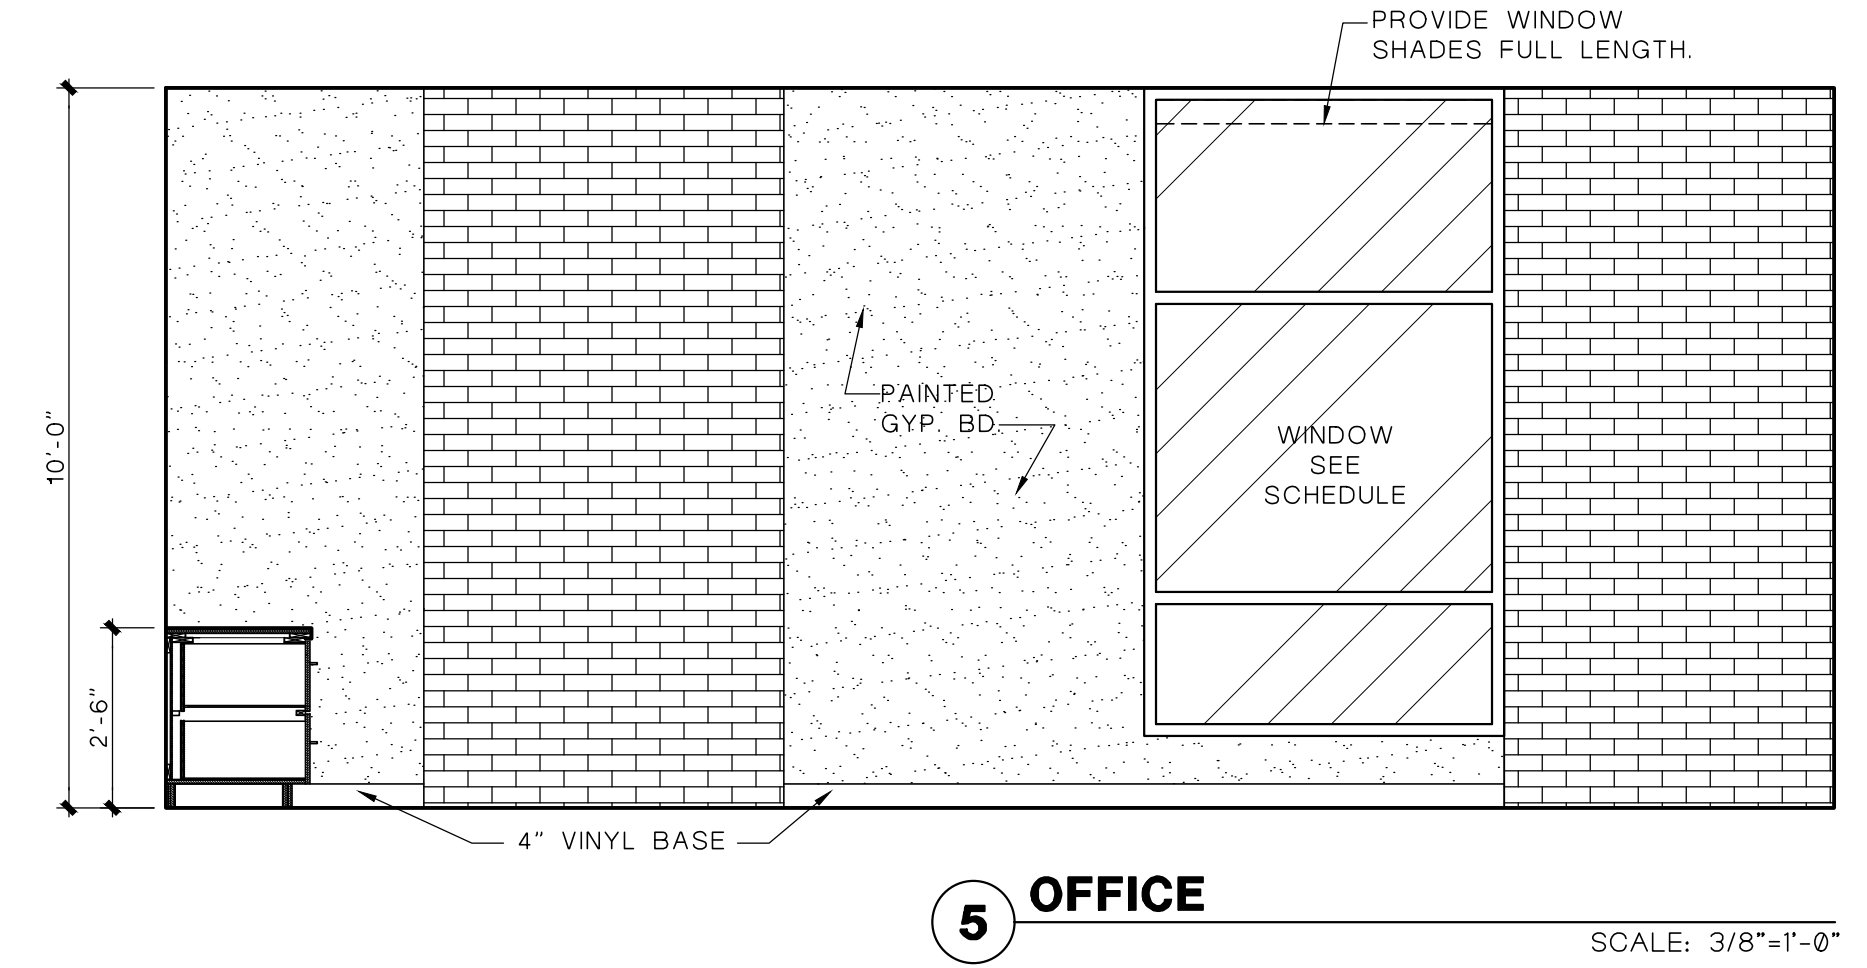 PROVIDE WINDOW
SHADES FULL LENGTH.
10'-0"
PAINTED
GYP. BD.
WINDOW
SEE
SCHEDULE
2'-6"
4" VINYL BASE
5 OFFICE
SCALE: 3/8"=1'-0"